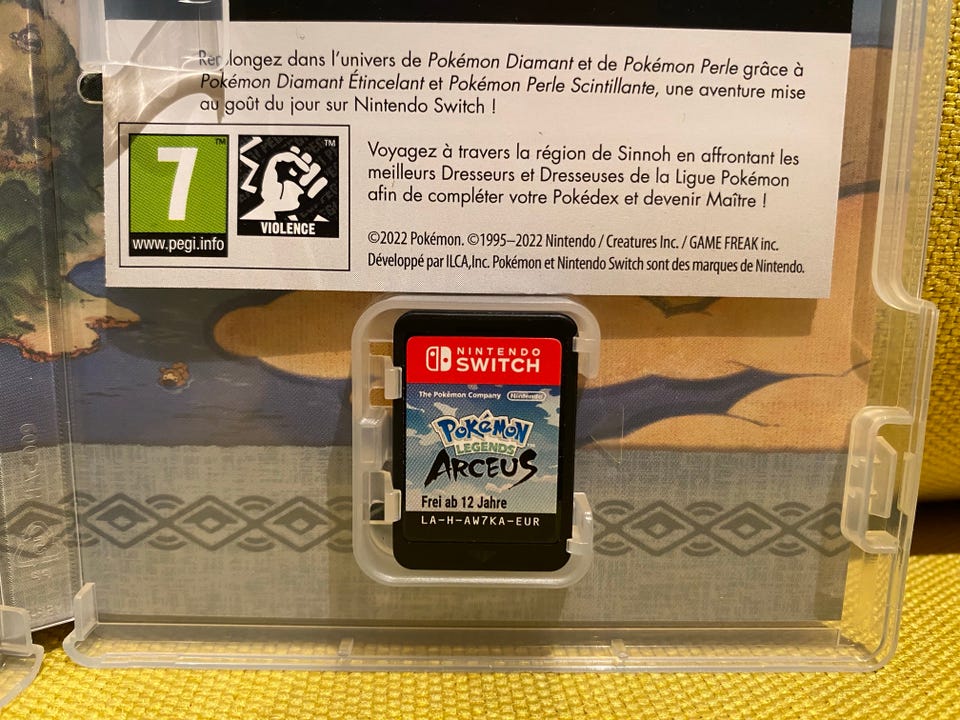 longez dans l'univers de Pokémon Diamant et de Pokémon Perle grâce à
Pokémon Diamant Étincelant et Pokémon Perle Scintillante, une aventure mise
au goût du jour sur Nintendo Switch !
7
™
www.pegi.info
™
VIOLENCE
Voyagez à travers la région de Sinnoh en affrontant les
meilleurs Dresseurs et Dresseuses de la Ligue Pokémon
afin de compléter votre Pokédex et devenir Maître !
©2022 Pokémon. ©1995–2022 Nintendo / Creatures Inc. / GAME FREAK inc.
Développé par ILCA,Inc. Pokémon et Nintendo Switch sont des marques de Nintendo.
NINTENDO
SWITCH
The Pokémon Company Nintendo
POKÉMON
LEGENDS
ARCEUS
Frei ab 12 Jahre
LA-H-AW7KA-EUR